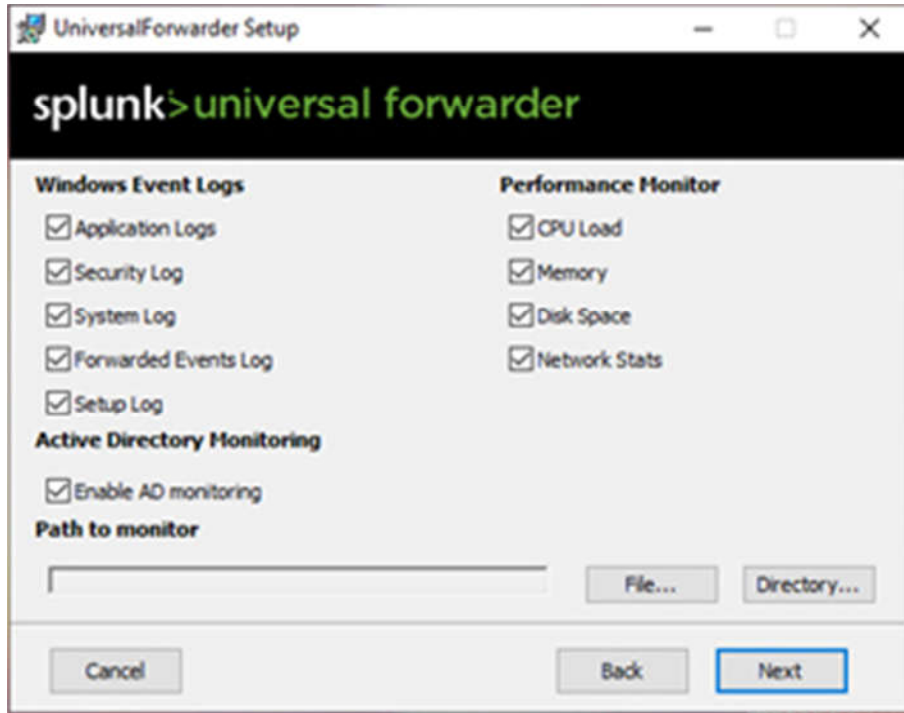 UniversalForwarder Setup
splunk>universal forwarder
Windows Event Logs
Application Logs
Security Log
System Log
Forwarded Events Log
Setup Log
Active Directory Monitoring
Enable AD monitoring
Path to monitor
Performance Monitor
CPU Load
Memory
Disk Space
Network Stats
File...
Directory...
Cancel
Back
Next